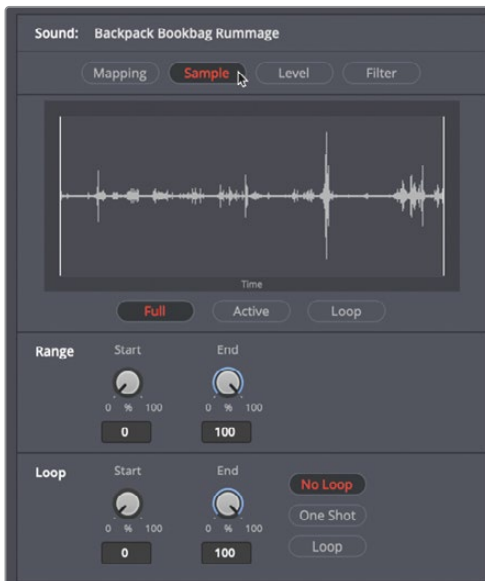 Sound: Backpack Bookbag Rummage
Mapping Sample Level Filter
Time
Full Active Loop
Range Start End
0 % 100 0 % 100
0 100
Loop Start End
No Loop
0 % 100 0 % 100
One Shot
0 100
Loop